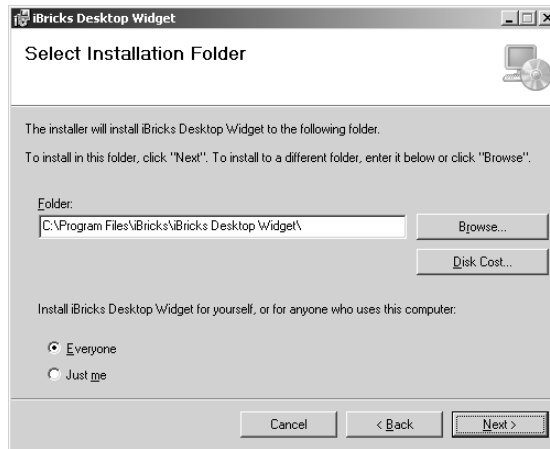 iBricks Desktop Widget
Select Installation Folder
The installer will install iBricks Desktop Widget to the following folder.
To install in this folder, click "Next". To install to a different folder, enter it below or click "Browse".
Folder:
C:\Program Files\iBricks\iBricks Desktop Widget\
Browse...
Disk Cost...
Install iBricks Desktop Widget for yourself, or for anyone who uses this computer:
Everyone
Just me
Cancel
< Back
Next >